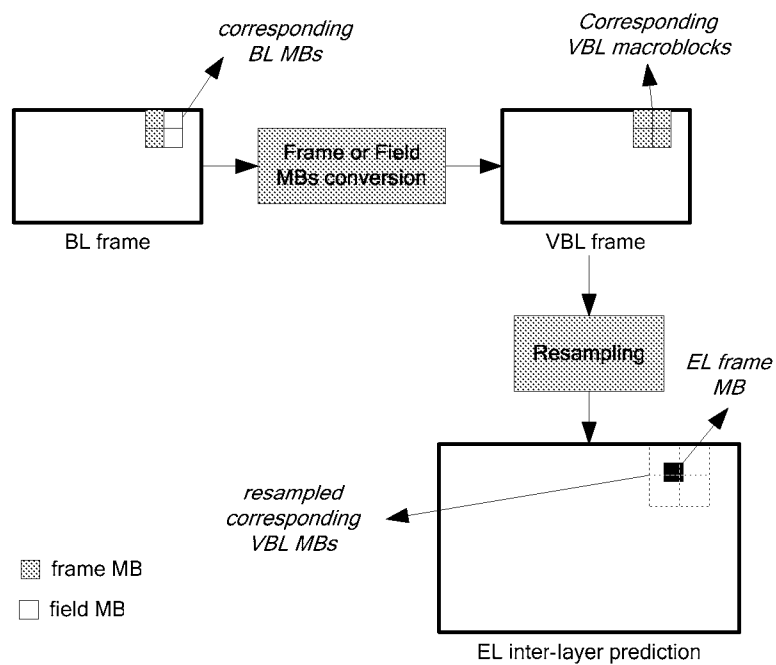 corresponding
BL MBs
Corresponding
VBL macroblocks
Frame or Field
MBs conversion
BL frame
VBL frame
Resampling
EL frame
MB
resampled
corresponding
VBL MBs
frame MB
field MB
EL inter-layer prediction